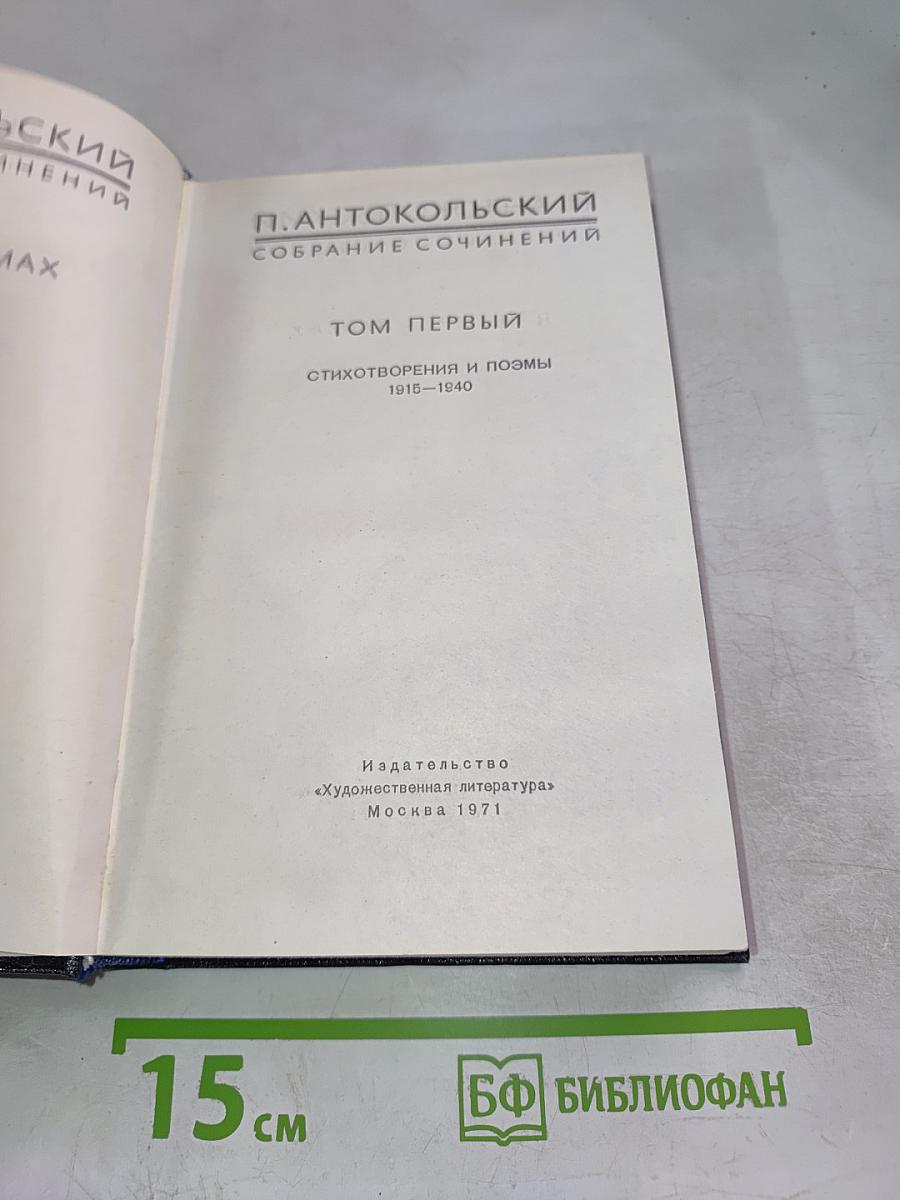 П. АНТОКОЛЬСКИЙ
СОБРАНИЕ СОЧИНЕНИЙ
ТОМ ПЕРВЫЙ
СТИХОТВОРЕНИЯ И ПОЭМЫ
1915—1940
Издательство
«Художественная литература»
Москва 1971
15 см
БФ БИБЛИОФАН